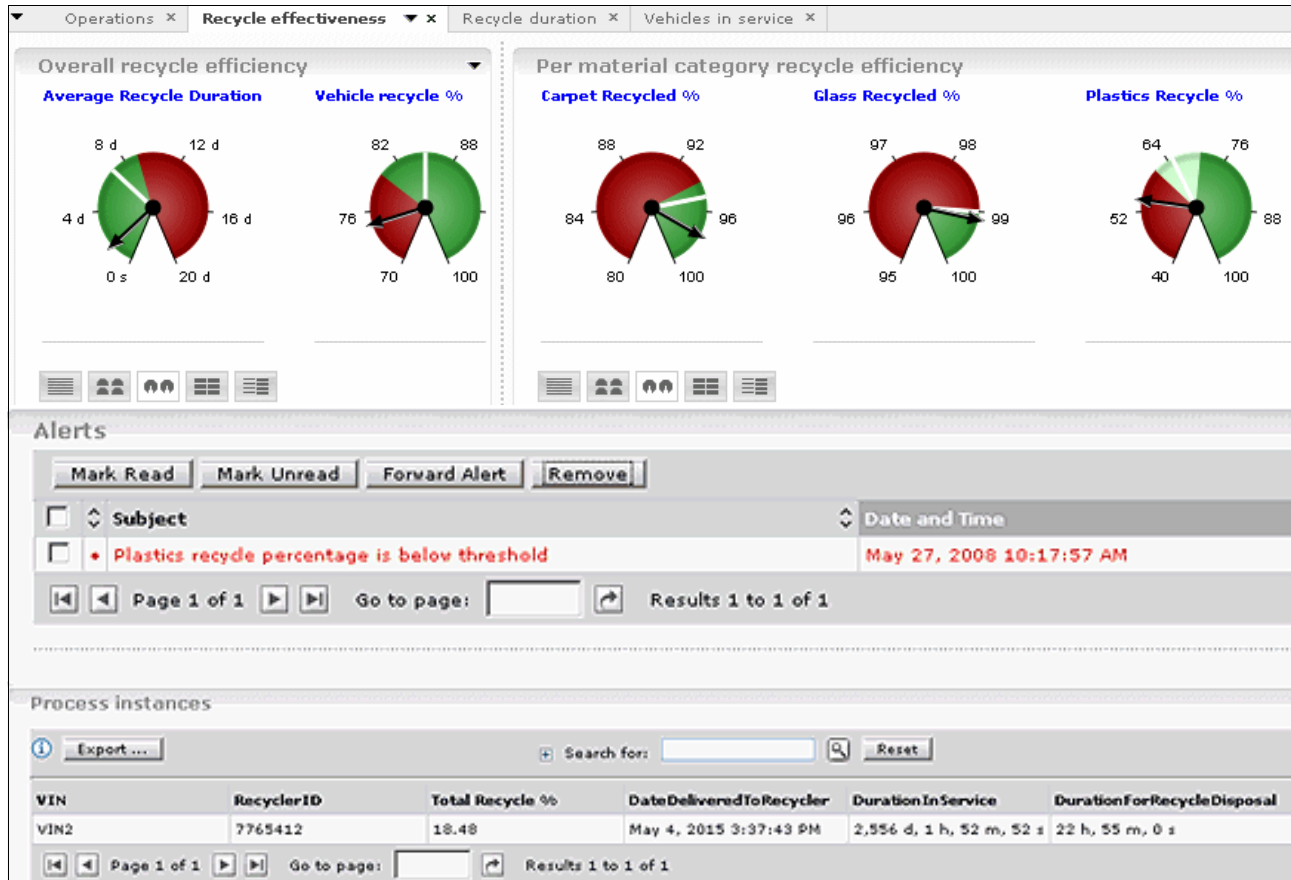 Operations × Recycle effectiveness × Recycle duration × Vehicles in service ×
Overall recycle efficiency
Average Recycle Duration
Vehicle recycle %
8 d 12 d
4 d 16 d
0 s 20 d
82 88
76
70 100
Per material category recycle efficiency
Carpet Recycled %
Glass Recycled %
Plastics Recycle %
88 92
84 96
80 100
97 98
96 99
95 100
64 76
52 88
40 100
Alerts
Mark Read Mark Unread Forward Alert Remove
Subject Date and Time
Plastics recycle percentage is below threshold May 27, 2008 10:17:57 AM
Page 1 of 1 Go to page: Results 1 to 1 of 1
Process instances
Export ... Search for: Reset
VIN RecyclerID Total Recycle % DateDeliveredToRecycler DurationInService DurationForRecycleDisposal
VIN2 7765412 18.48 May 4, 2015 3:37:43 PM 2,556 d, 1 h, 52 m, 52 s 22 h, 55 m, 0 s
Page 1 of 1 Go to page: Results 1 to 1 of 1